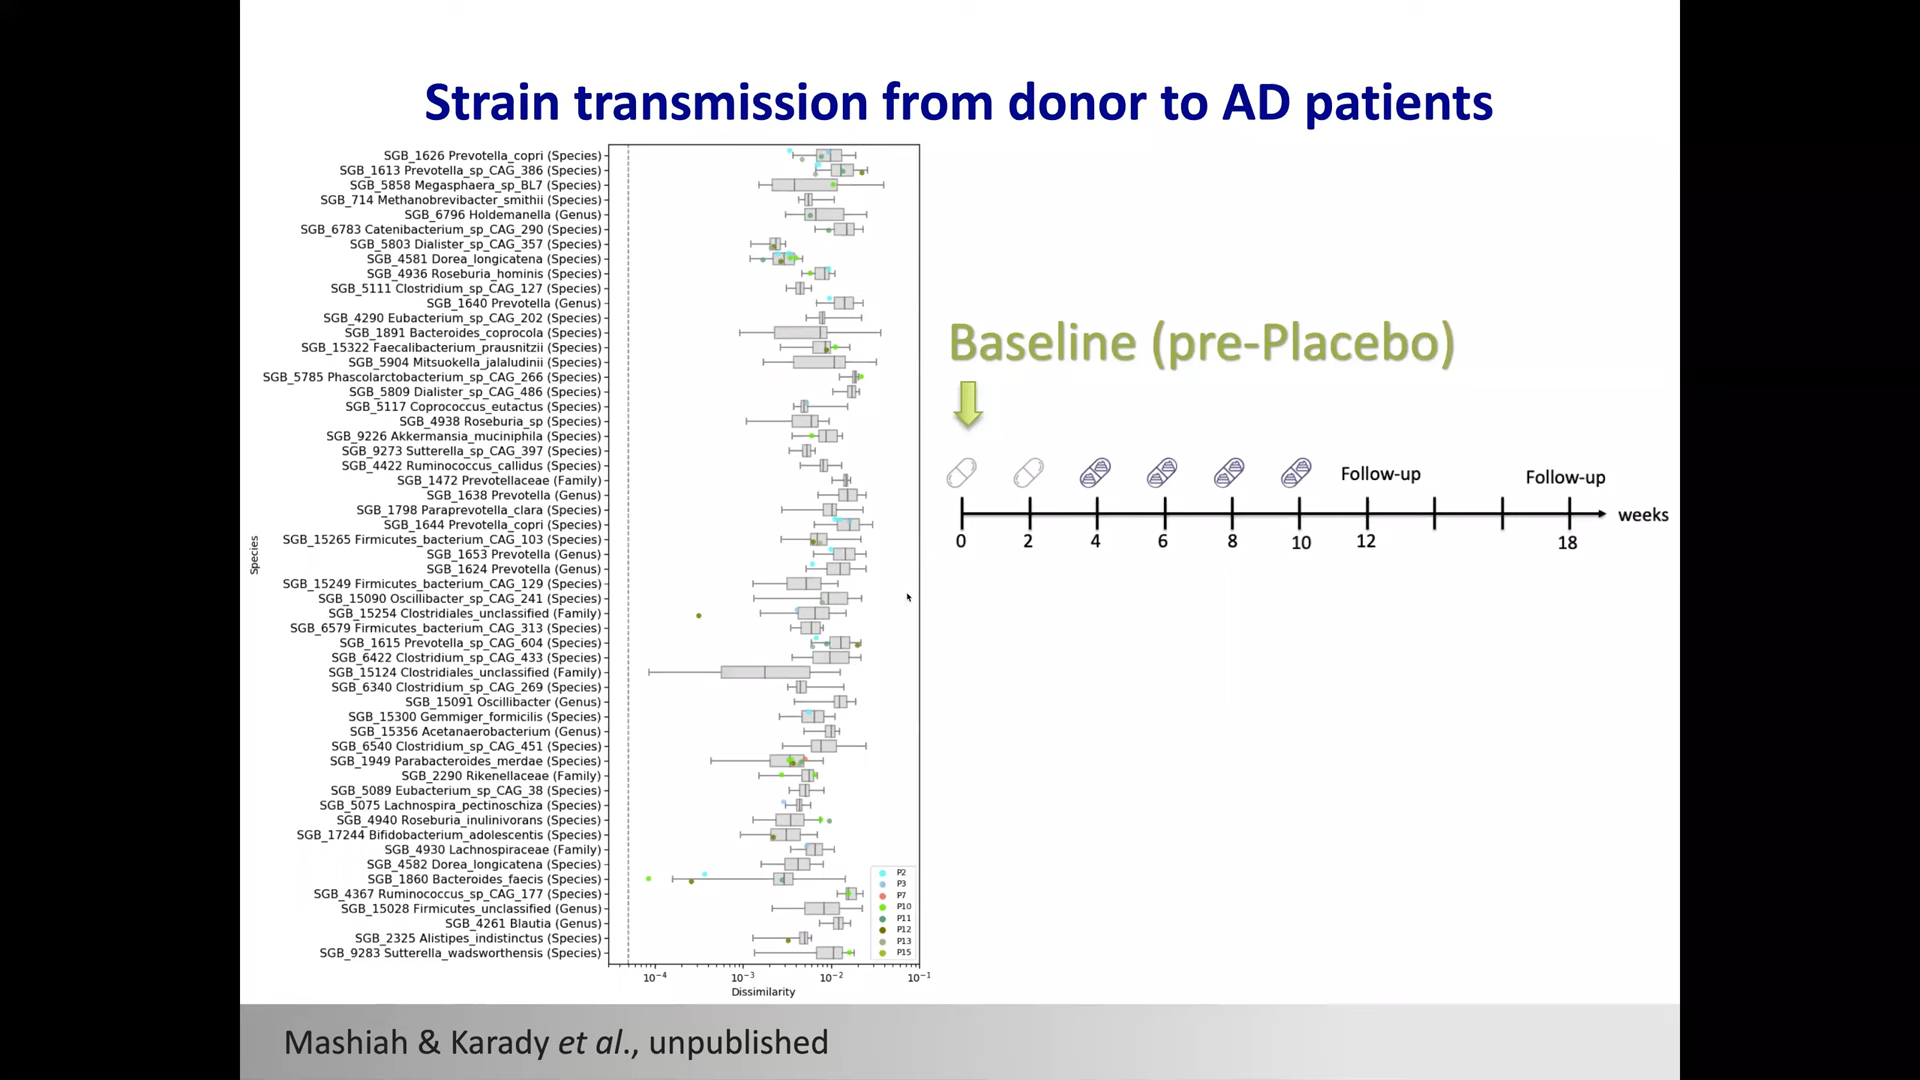 Strain transmission from donor to AD patients
SGB_1626 Prevotella_copri (Species)
SGB_1613 Prevotella_sp_CAG_386 (Species)
SGB_5858 Megasphaera_sp_BL7 (Species)
SGB_714 Methanobrevibacter_smithii (Species)
SGB_6796 Holdemanella (Genus)
SGB_6783 Catenibacterium_sp_CAG_290 (Species)
SGB_5803 Dialister_sp_CAG_357 (Species)
SGB_4581 Dorea_longicatena (Species)
SGB_4936 Roseburia_hominis (Species)
SGB_5111 Clostridium_sp_CAG_127 (Species)
SGB_1640 Prevotella (Genus)
SGB_4290 Eubacterium_sp_CAG_202 (Species)
SGB_1891 Bacteroides_coprocola (Species)
SGB_15322 Faecalibacterium_prausnitzii (Species)
SGB_5904 Mitsuokella_jalaludinii (Species)
SGB_5785 Phascolarctobacterium_sp_CAG_266 (Species)
SGB_5809 Dialister_sp_CAG_486 (Species)
SGB_5117 Coprococcus_eutactus (Species)
SGB_4938 Roseburia_sp (Species)
SGB_9226 Akkermansia_muciniphila (Species)
SGB_9273 Sutterella_sp_CAG_397 (Species)
SGB_4422 Ruminococcus_callidus (Species)
SGB_1472 Prevotellaceae (Family)
SGB_1638 Prevotella (Genus)
SGB_1798 Paraprevotella_clara (Species)
SGB_1644 Prevotella_copri (Species)
SGB_15265 Firmicutes_bacterium_CAG_103 (Species)
SGB_1653 Prevotella (Genus)
SGB_1624 Prevotella (Genus)
SGB_15249 Firmicutes_bacterium_CAG_129 (Species)
SGB_15090 Oscillibacter_sp_CAG_241 (Species)
SGB_15254 Clostridiales_unclassified (Family)
SGB_6579 Firmicutes_bacterium_CAG_313 (Species)
SGB_1615 Prevotella_sp_CAG_604 (Species)
SGB_6422 Clostridium_sp_CAG_433 (Species)
SGB_15124 Clostridiales_unclassified (Family)
SGB_6340 Clostridium_sp_CAG_269 (Species)
SGB_15091 Oscillibacter (Genus)
SGB_15300 Gemmiger_formicilis (Species)
SGB_15356 Acetanaerobacterium (Genus)
SGB_6540 Clostridium_sp_CAG_451 (Species)
SGB_1949 Parabacteroides_merdae (Species)
SGB_2290 Rikenellaceae (Family)
SGB_5089 Eubacterium_sp_CAG_38 (Species)
SGB_5075 Lachnospira_pectinoschiza (Species)
SGB_4940 Roseburia_inulinivorans (Species)
SGB_17244 Bifidobacterium_adolescentis (Species)
SGB_4930 Lachnospiraceae (Family)
SGB_4582 Dorea_longicatena (Species)
SGB_1860 Bacteroides_faecis (Species)
SGB_4367 Ruminococcus_sp_CAG_177 (Species)
SGB_15028 Firmicutes_unclassified (Genus)
SGB_4261 Blautia (Genus)
SGB_2325 Alistipes_indistinctus (Species)
SGB_9283 Sutterella_wadsworthensis (Species)
Species
P2
P3
P7
P10
P11
P12
P13
P15
10⁻⁴ 10⁻³ 10⁻² 10⁻¹
Dissimilarity
Baseline (pre-Placebo)
Follow-up Follow-up
weeks
0 2 4 6 8 10 12 18
Mashiah & Karady et al., unpublished